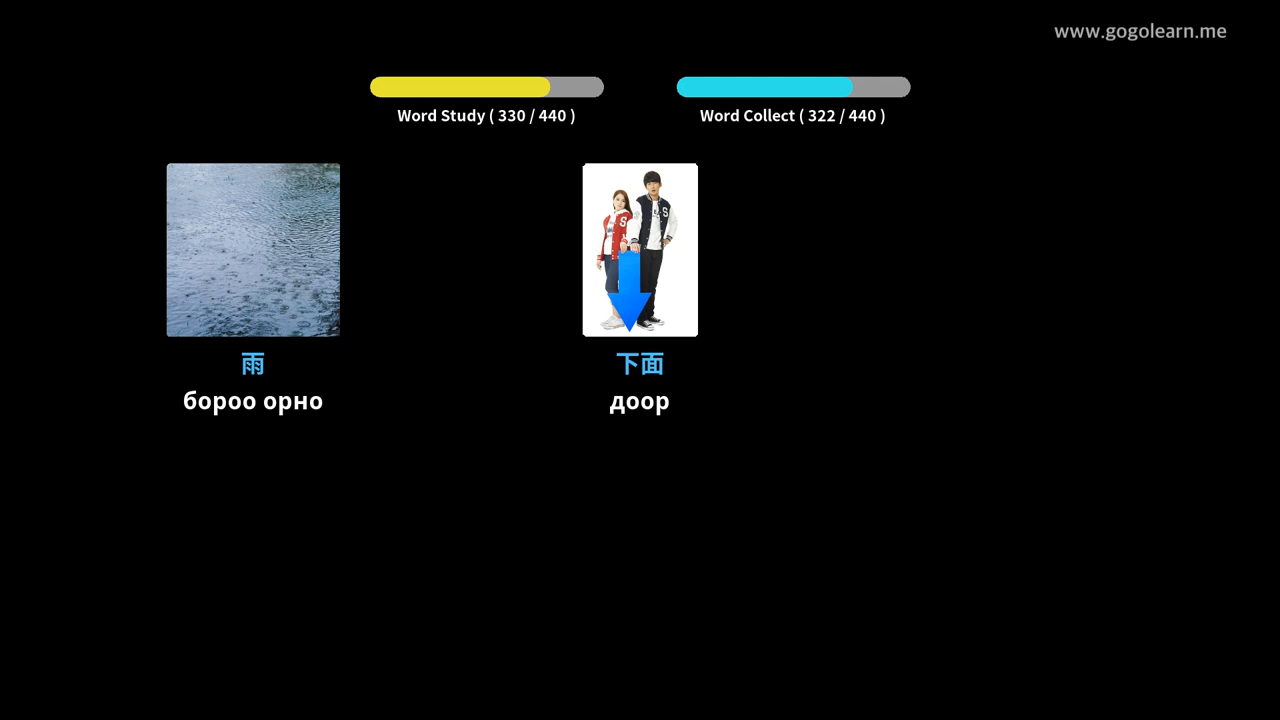 www.gogolearn.me
Word Study ( 330 / 440 )
Word Collect ( 322 / 440 )
雨
бороо орно
S
S
下面
доор